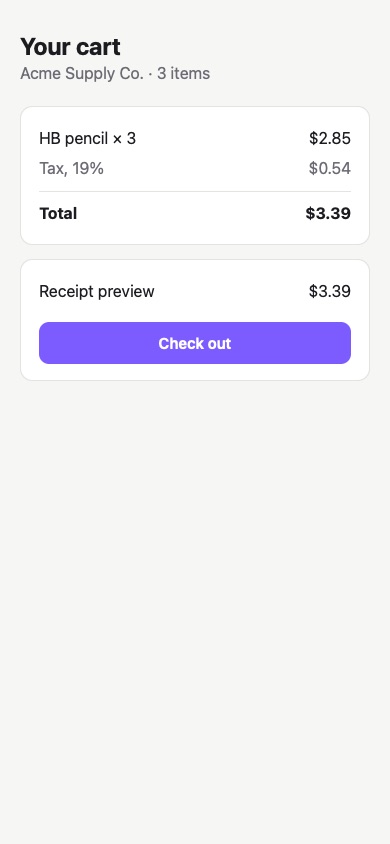 Your cart
Acme Supply Co. · 3 items
HB pencil × 3 $2.85
Tax, 19% $0.54
Total $3.39
Receipt preview $3.39
Check out